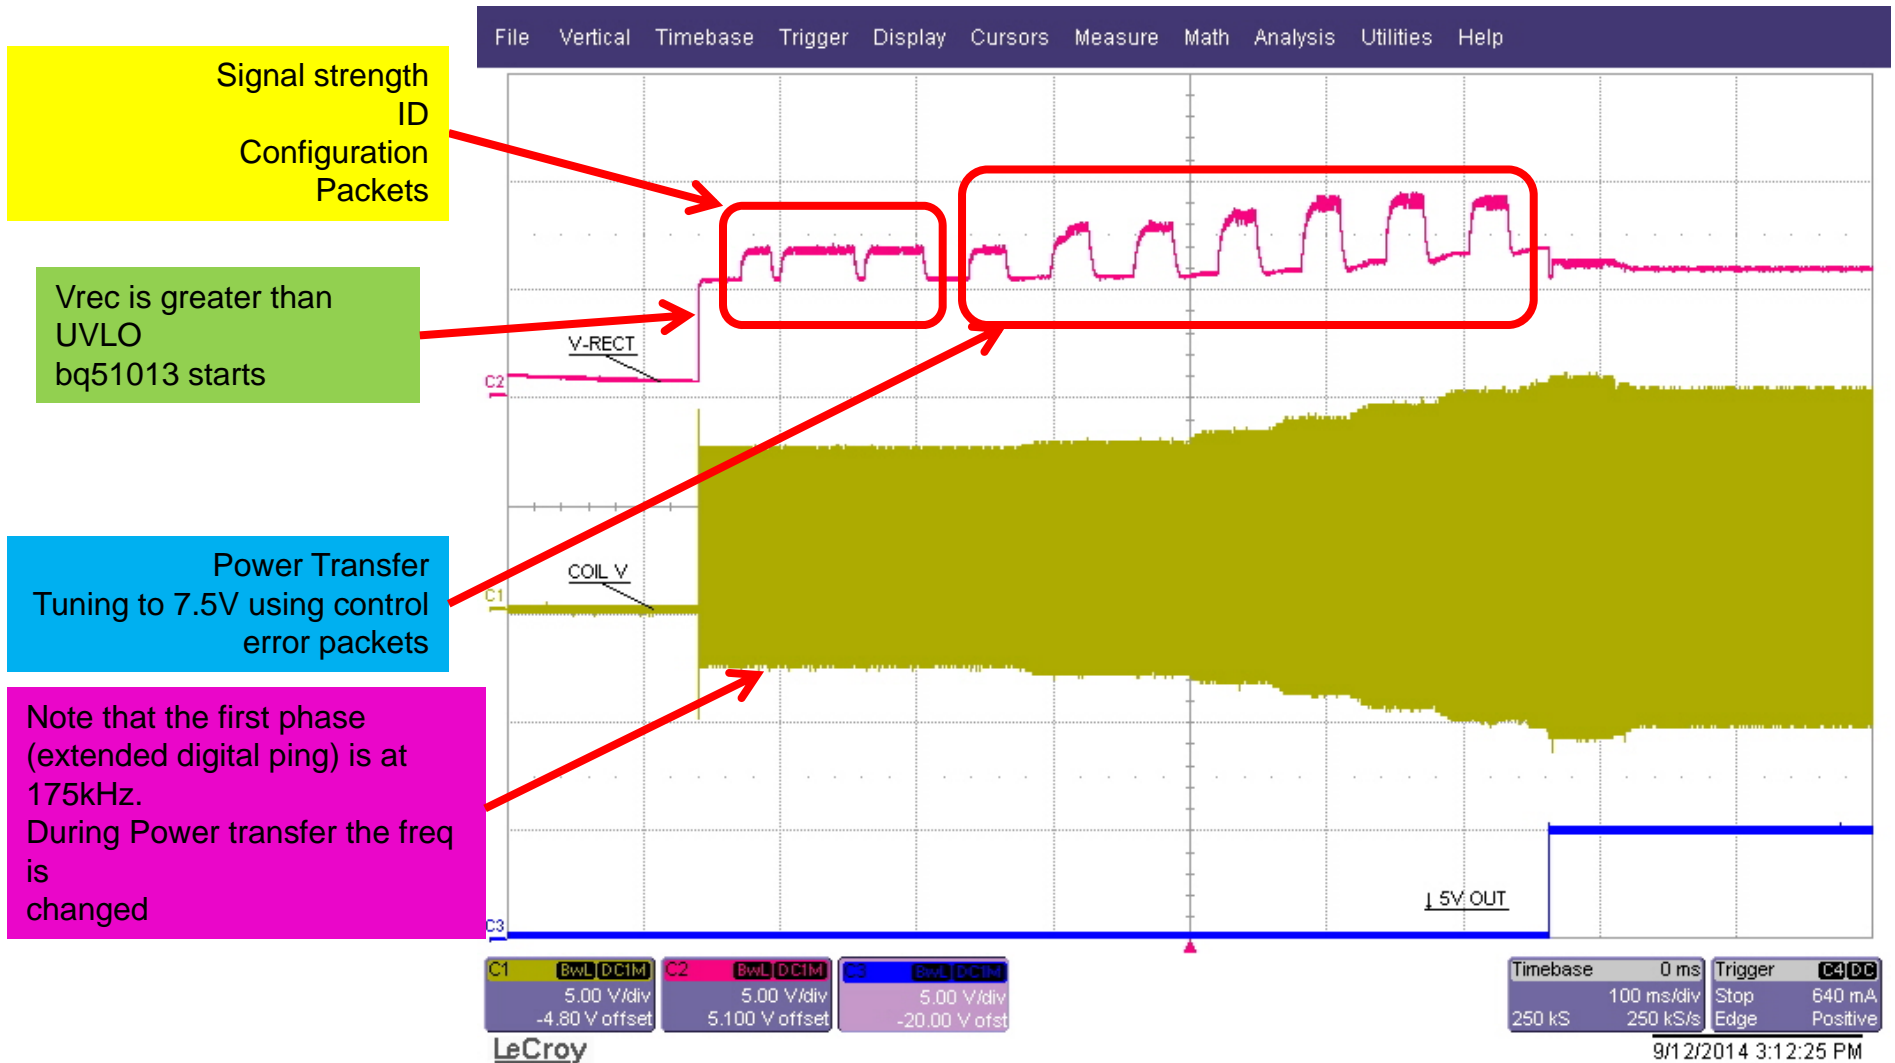 File Vertical Timebase Trigger Display Cursors Measure Math Analysis Utilities Help
Signal strength
ID
Configuration
Packets
Vrec is greater than
UVLO
bq51013 starts
V-RECT
C2
Power Transfer
Tuning to 7.5V using control
error packets
COIL V
C1
Note that the first phase
(extended digital ping) is at
175kHz.
During Power transfer the freq
is
changed
↓ 5V OUT
C3
C1 BwL DC1M
5.00 V/div
-4.80 V offset
C2 BwL DC1M
5.00 V/div
5.100 V offset
C3 BwL DC1M
5.00 V/div
-20.00 V ofst
Timebase 0 ms
100 ms/div
250 kS 250 kS/s
Trigger C4 DC
Stop 640 mA
Edge Positive
LeCroy
9/12/2014 3:12:25 PM